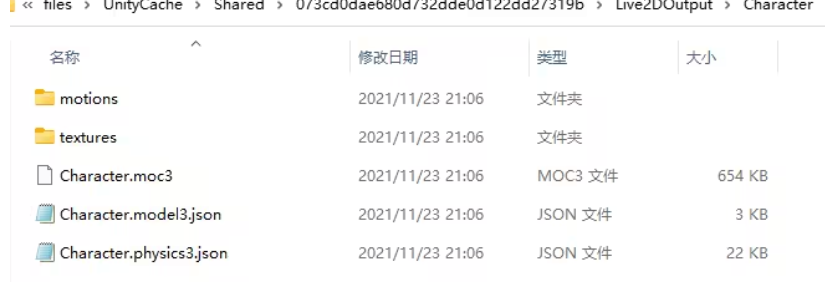 « files > UnityCache > Shared > 073cd0dae680d732dde0d122dd27319b > Live2DOutput > Character
名称 修改日期 类型 大小
motions 2021/11/23 21:06 文件夹
textures 2021/11/23 21:06 文件夹
Character.moc3 2021/11/23 21:06 MOC3 文件 654 KB
Character.model3.json 2021/11/23 21:06 JSON 文件 3 KB
Character.physics3.json 2021/11/23 21:06 JSON 文件 22 KB